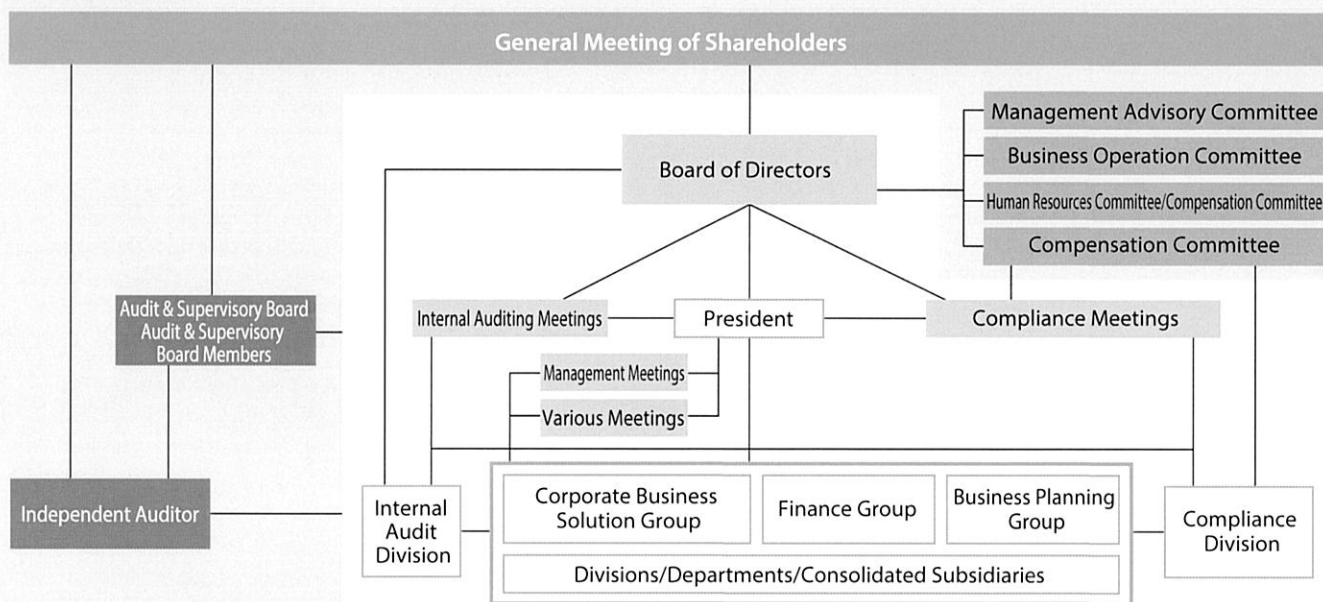 General Meeting of Shareholders
Management Advisory Committee
Board of Directors
Business Operation Committee
Human Resources Committee/Compensation Committee
Compensation Committee
Audit & Supervisory Board
Audit & Supervisory
Board Members
Internal Auditing Meetings
President
Compliance Meetings
Management Meetings
Various Meetings
Independent Auditor
Internal
Audit
Division
Corporate Business
Solution Group
Finance Group
Business Planning
Group
Compliance
Division
Divisions/Departments/Consolidated Subsidiaries